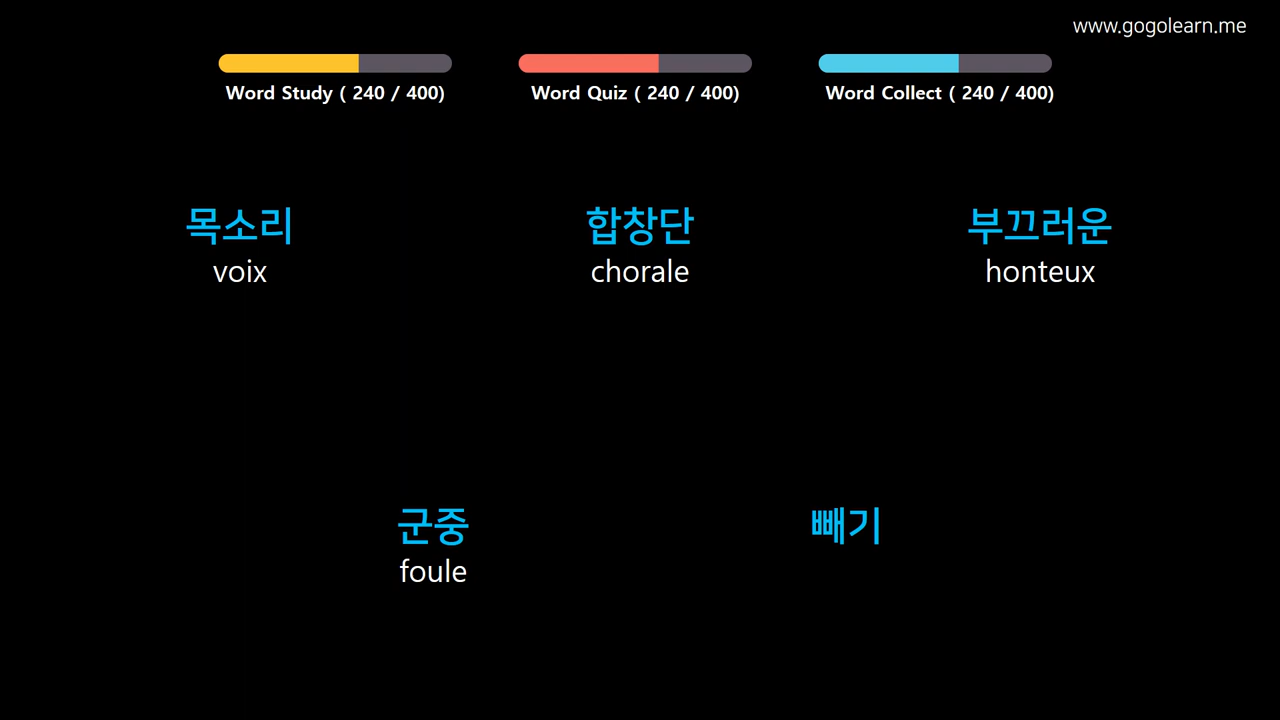 www.gogolearn.me
Word Study ( 240 / 400)
Word Quiz ( 240 / 400)
Word Collect ( 240 / 400)
목소리
voix
합창단
chorale
부끄러운
honteux
군중
foule
빼기